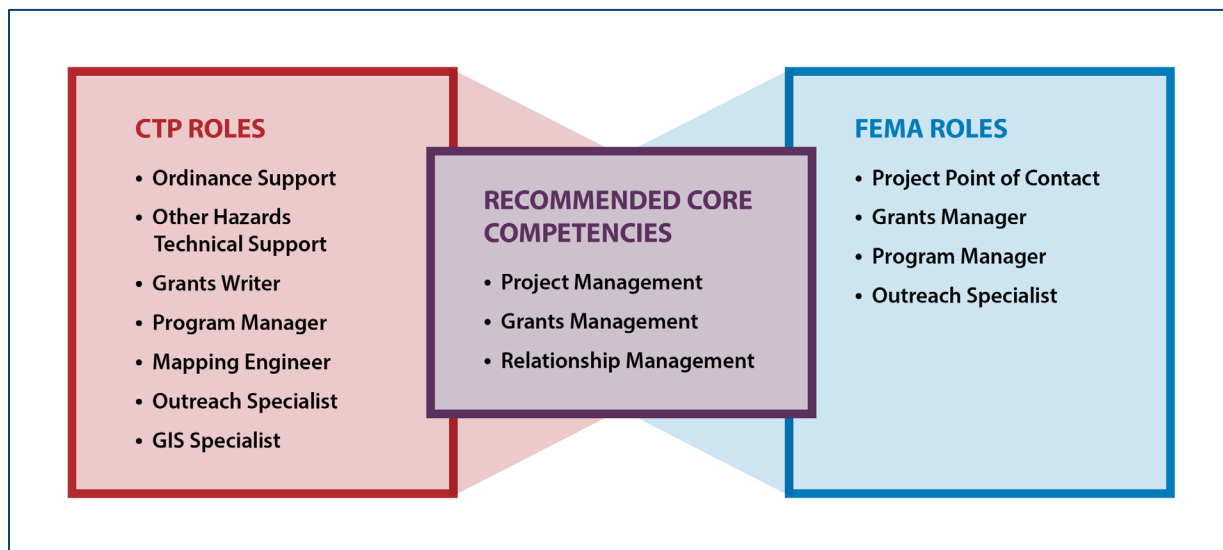 CTP ROLES
• Ordinance Support
• Other Hazards
Technical Support
• Grants Writer
• Program Manager
• Mapping Engineer
• Outreach Specialist
• GIS Specialist
RECOMMENDED CORE
COMPETENCIES
• Project Management
• Grants Management
• Relationship Management
FEMA ROLES
• Project Point of Contact
• Grants Manager
• Program Manager
• Outreach Specialist